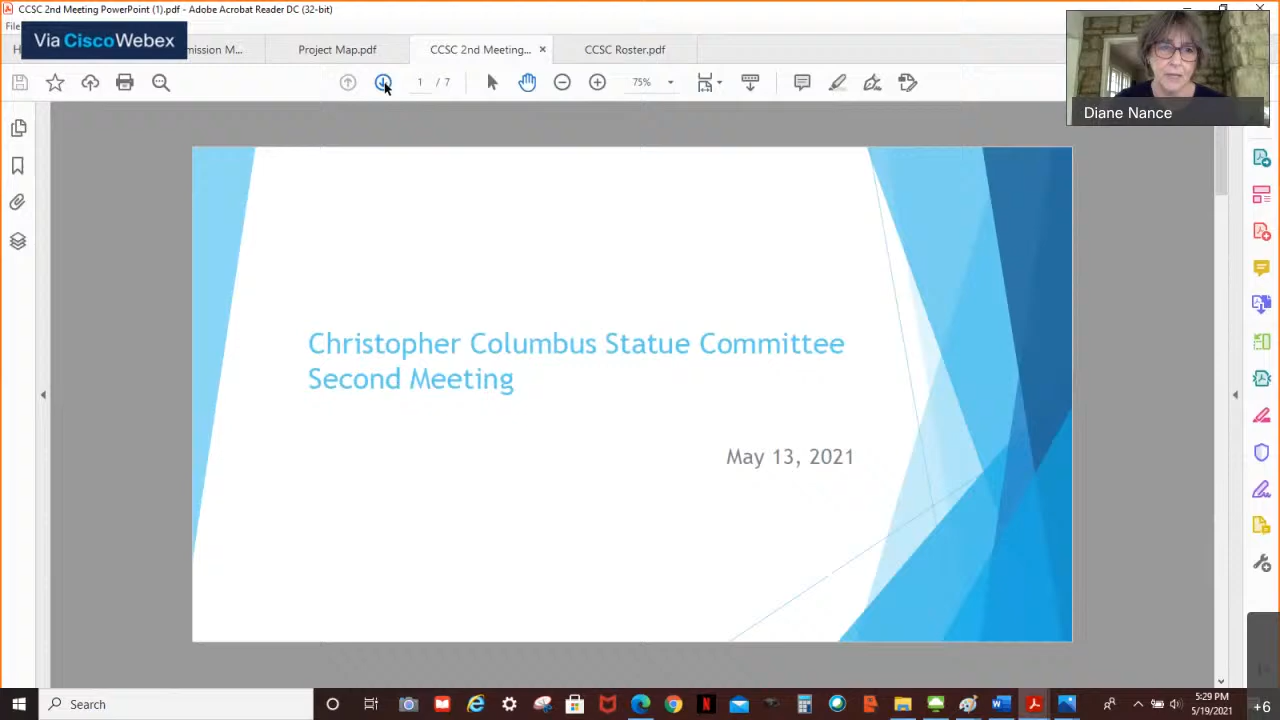 CCSC 2nd Meeting PowerPoint (1).pdf - Adobe Acrobat Reader DC (32-bit)
Via Cisco Webex
mission M...
Project Map.pdf
CCSC 2nd Meeting...
CCSC Roster.pdf
1 / 7
75%
Diane Nance
Christopher Columbus Statue Committee
Second Meeting
May 13, 2021
Search
5:29 PM
5/19/2021
+6